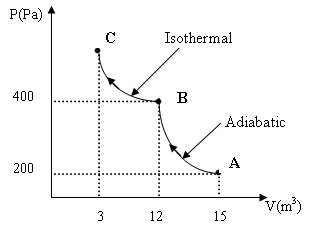 P(Pa)
C
Isothermal
400
B
Adiabatic
200
A
V(m³)
3
12
15